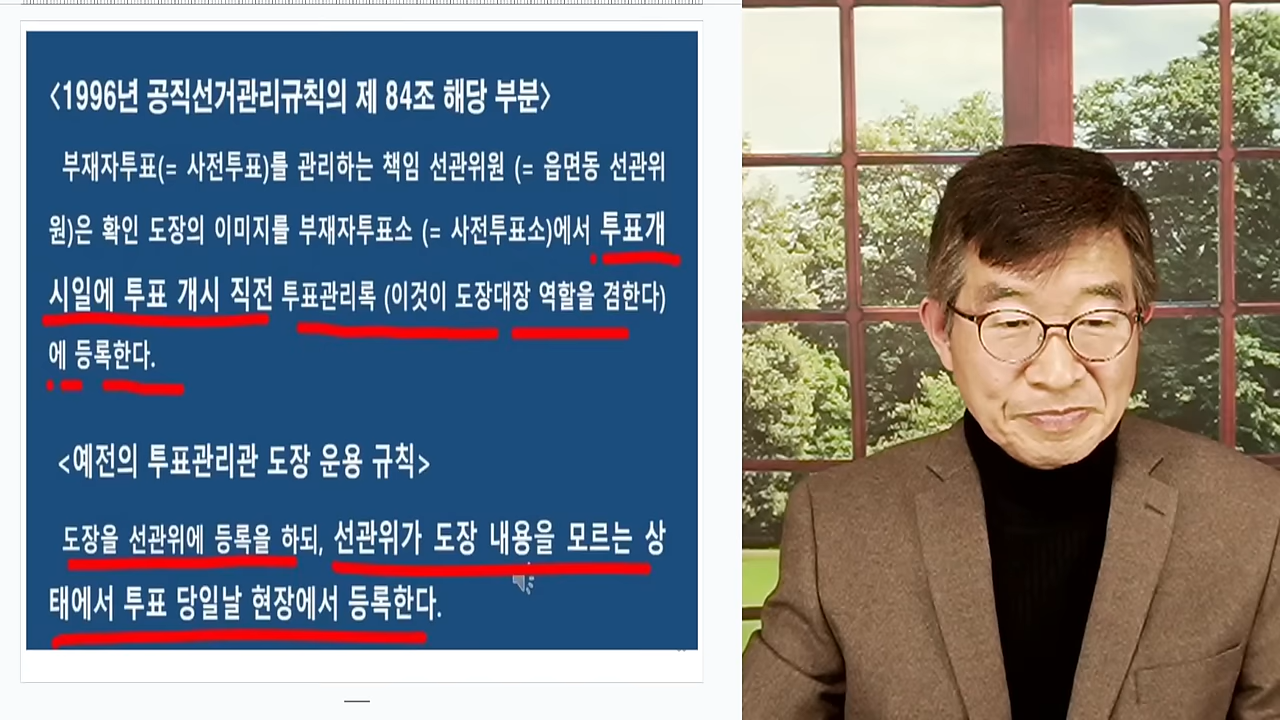 <1996년 공직선거관리규칙의 제 84조 해당 부분>
부재자투표(= 사전투표)를 관리하는 책임 선관위원 (= 읍면동 선관위
원)은 확인 도장의 이미지를 부재자투표소 (= 사전투표소)에서 투표개
시일에 투표 개시 직전 투표관리록 (이것이 도장대장 역할을 겸한다)
에 등록한다.
<예전의 투표관리관 도장 운용 규칙>
도장을 선관위에 등록을 하되, 선관위가 도장 내용을 모르는 상
태에서 투표 당일날 현장에서 등록한다.